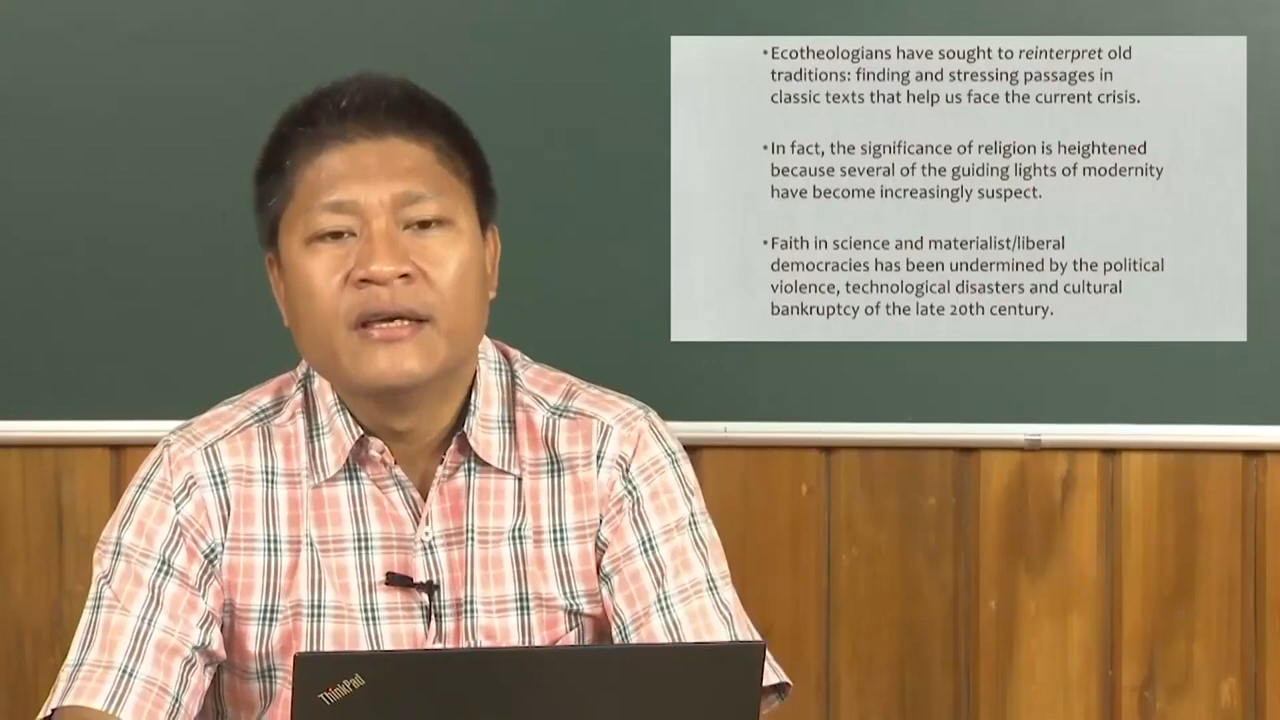 •Ecotheologians have sought to reinterpret old
traditions: finding and stressing passages in
classic texts that help us face the current crisis.
•In fact, the significance of religion is heightened
because several of the guiding lights of modernity
have become increasingly suspect.
•Faith in science and materialist/liberal
democracies has been undermined by the political
violence, technological disasters and cultural
bankruptcy of the late 20th century.
ThinkPad